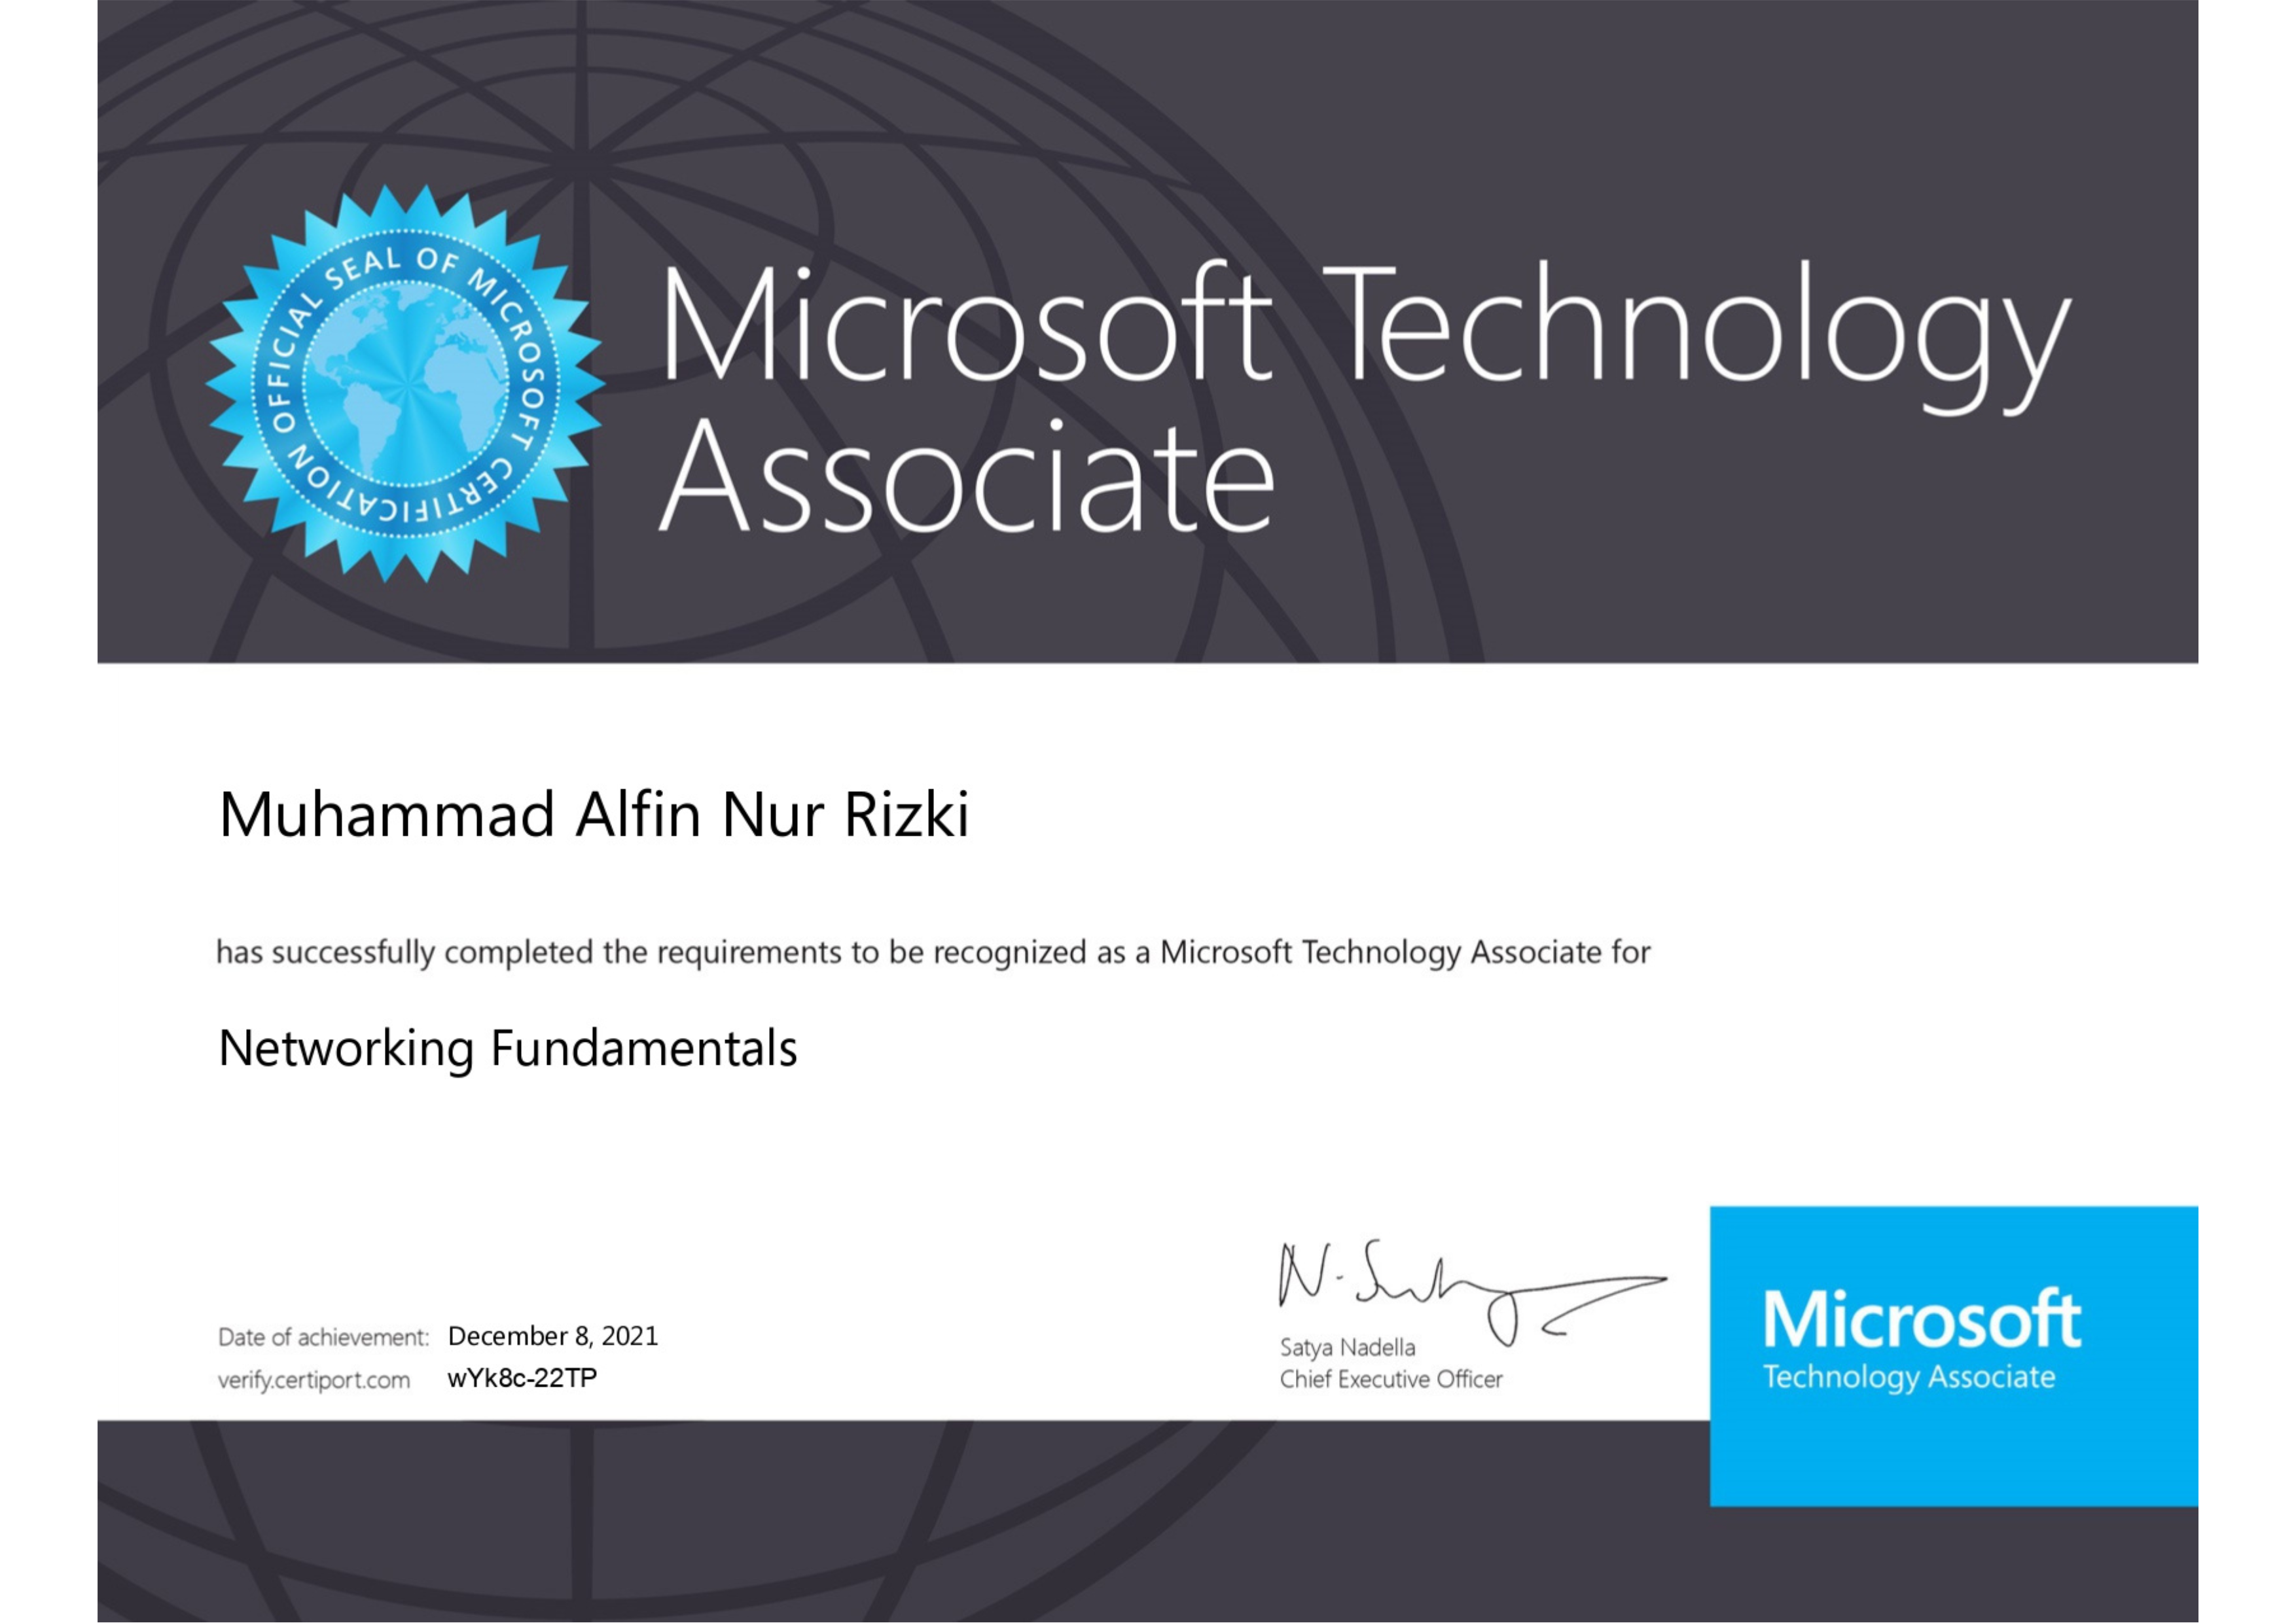 OFFICIAL SEAL OF MICROSOFT CERTIFICATION
Microsoft Technology
Associate
Muhammad Alfin Nur Rizki
has successfully completed the requirements to be recognized as a Microsoft Technology Associate for
Networking Fundamentals
Date of achievement: December 8, 2021
verify.certiport.com wYk8c-22TP
Satya Nadella
Chief Executive Officer
Microsoft
Technology Associate